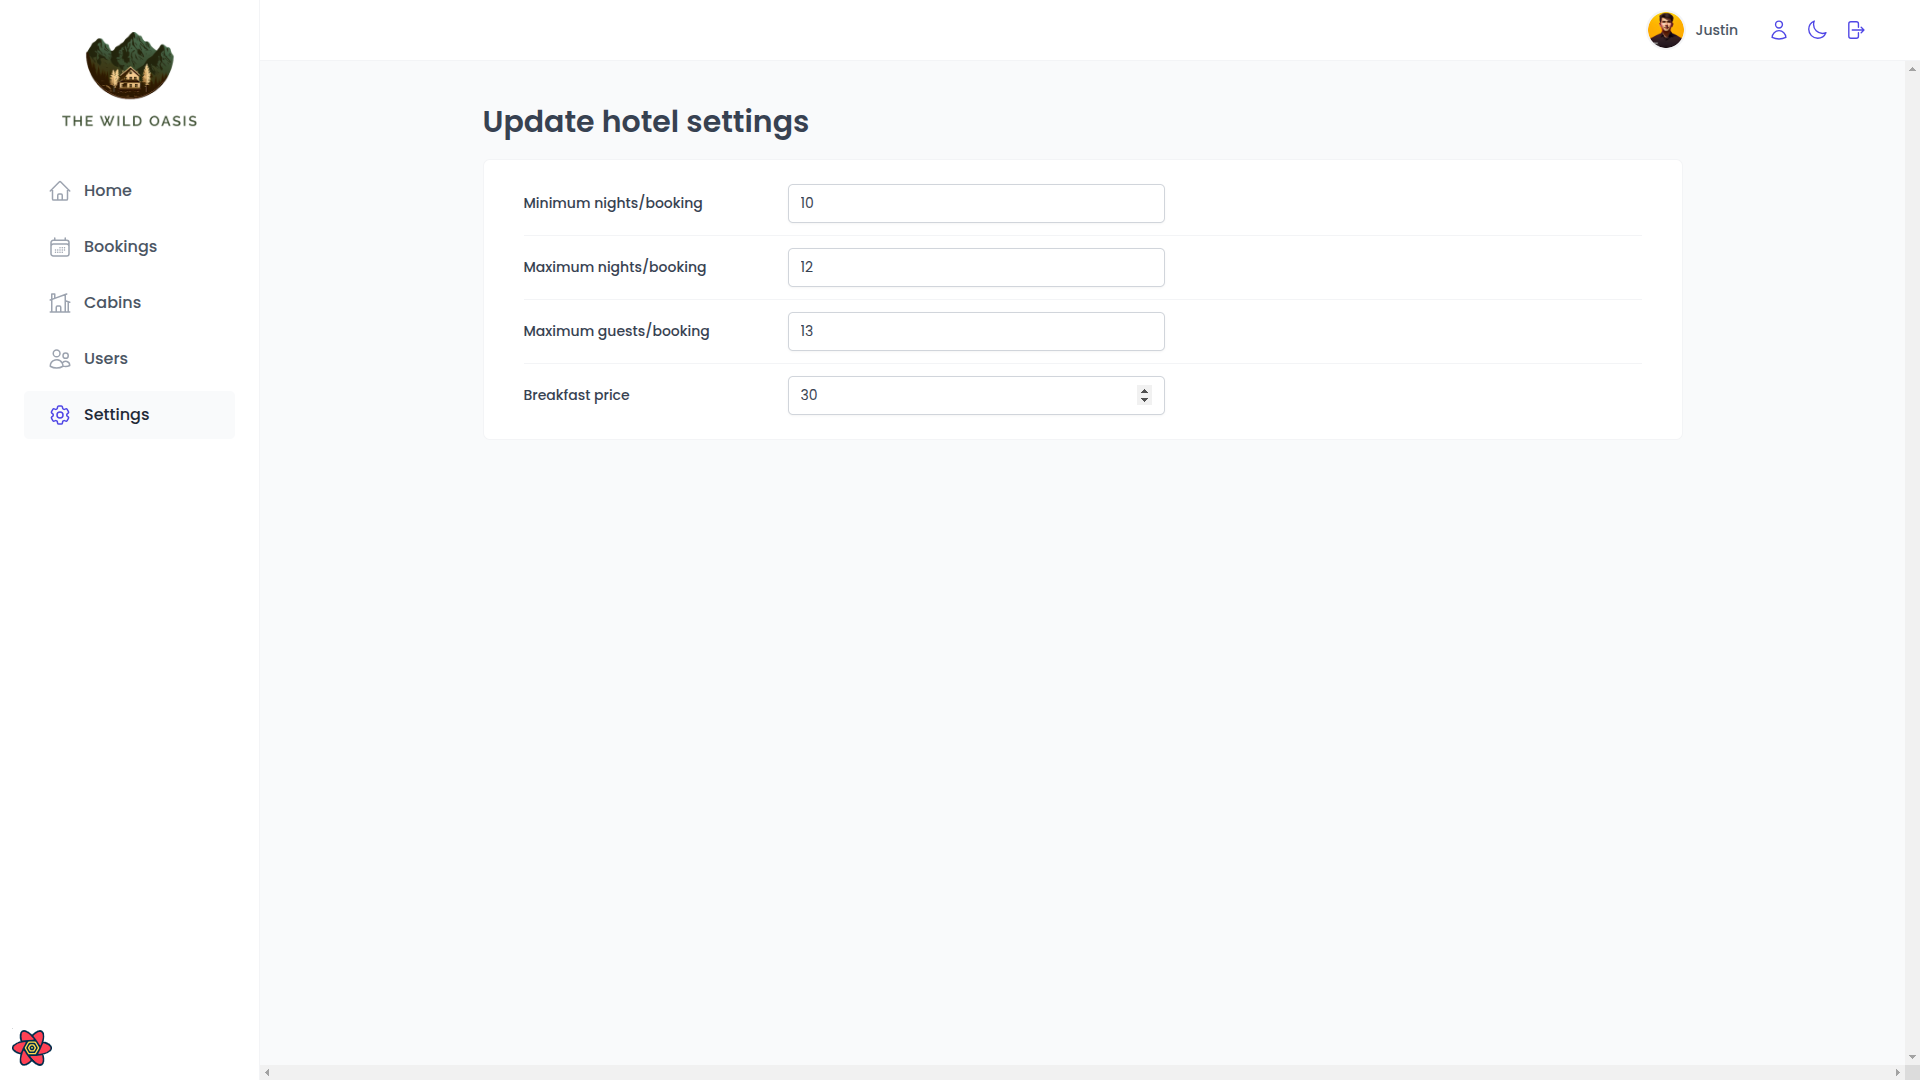 THE WILD OASIS
Home
Bookings
Cabins
Users
Settings
Justin
Update hotel settings
Minimum nights/booking
10
Maximum nights/booking
12
Maximum guests/booking
13
Breakfast price
30